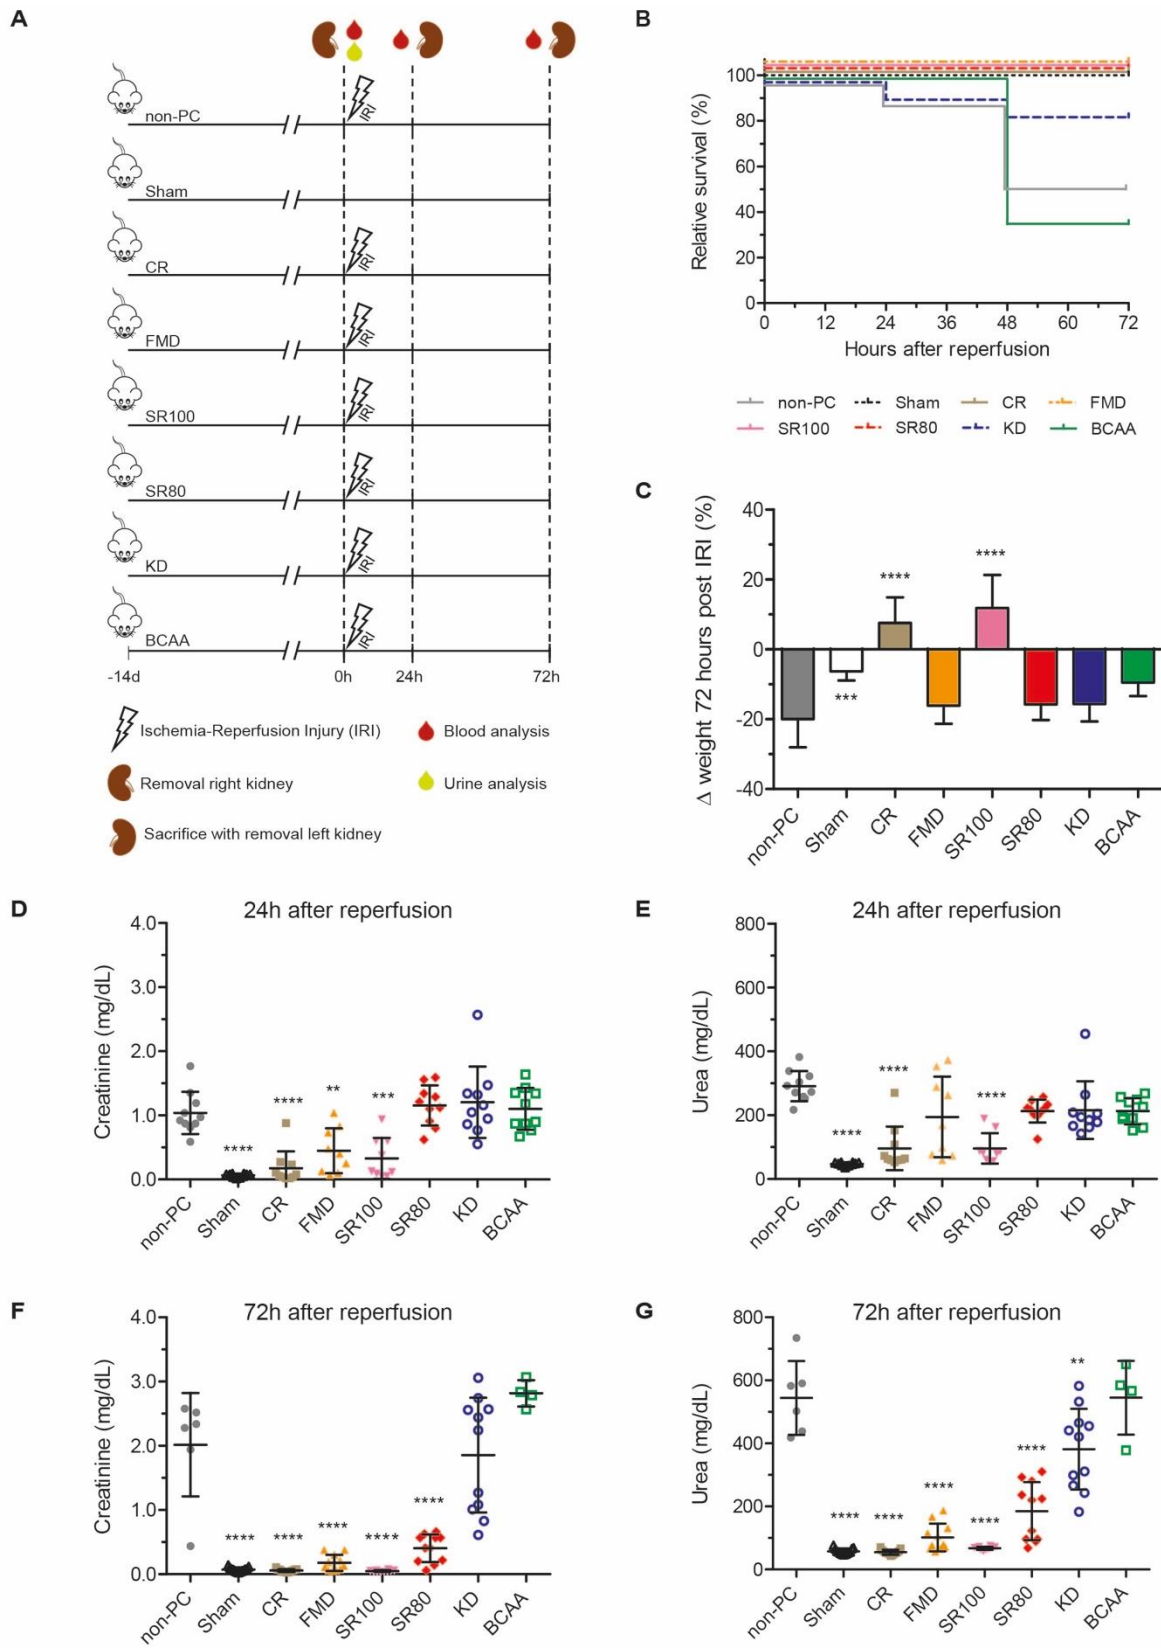 A
non-PC
IRI
Sham
CR
IRI
FMD
IRI
SR100
IRI
SR80
IRI
KD
IRI
BCAA
IRI
-14d 0h 24h 72h
Ischemia-Reperfusion Injury (IRI) Blood analysis
Removal right kidney Urine analysis
Sacrifice with removal left kidney
B
Relative survival (%)
100
80
60
40
20
0
0 12 24 36 48 60 72
Hours after reperfusion
non-PC Sham CR FMD
SR100 SR80 KD BCAA
C
Δ weight 72 hours post IRI (%)
40
20
0
-20
-40
****
****
***
non-PC Sham CR FMD SR100 SR80 KD BCAA
D
24h after reperfusion
Creatinine (mg/dL)
4.0
3.0
2.0
1.0
0.0
**** **** ** ***
non-PC Sham CR FMD SR100 SR80 KD BCAA
E
24h after reperfusion
Urea (mg/dL)
800
600
400
200
0
**** **** ****
non-PC Sham CR FMD SR100 SR80 KD BCAA
F
72h after reperfusion
Creatinine (mg/dL)
4.0
3.0
2.0
1.0
0.0
**** **** **** **** ****
non-PC Sham CR FMD SR100 SR80 KD BCAA
G
72h after reperfusion
Urea (mg/dL)
800
600
400
200
0
**** **** **** **** **** **
non-PC Sham CR FMD SR100 SR80 KD BCAA